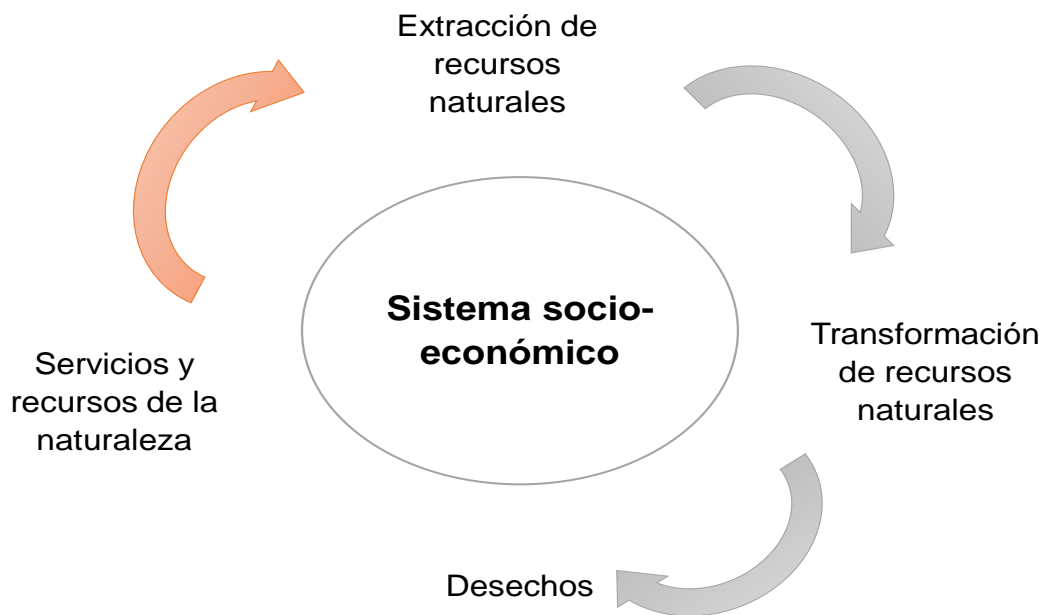 Extracción de
recursos
naturales
Sistema socio-
económico
Transformación
de recursos
naturales
Servicios y
recursos de la
naturaleza
Desechos